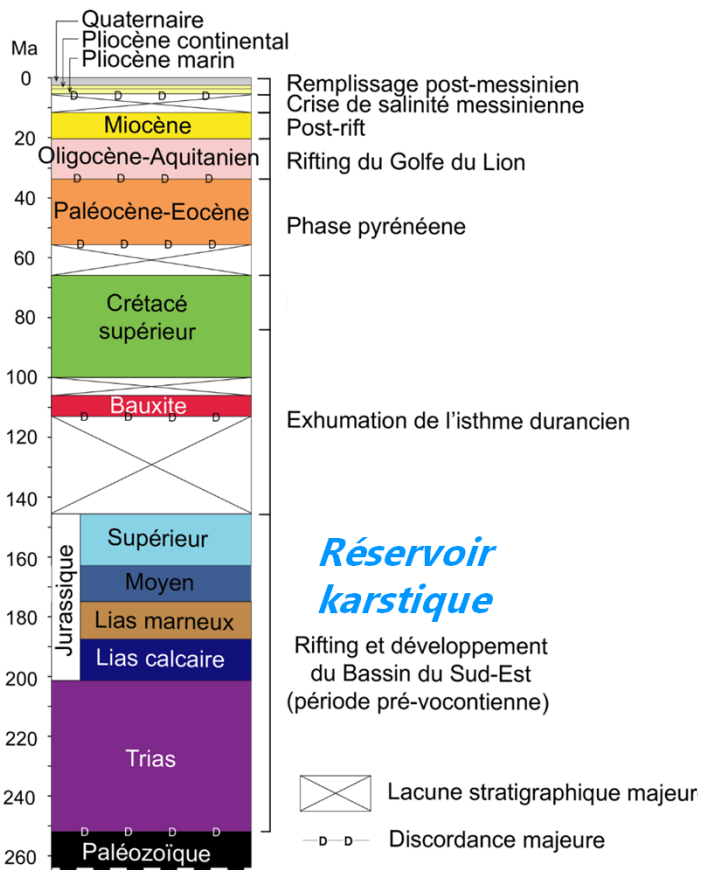 Quaternaire
Pliocène continental
Pliocène marin
Ma
0
20
40
60
80
100
120
140
160
180
200
220
240
260
D D D D
Miocène
Oligocène-Aquitanien
D D D D
Paléocène-Eocène
D D D D
Crétacé
supérieur
Bauxite
D D D D
Jurassique
Supérieur
Moyen
Lias marneux
Lias calcaire
Trias
D D D D
Paléozoïque
Remplissage post-messinien
Crise de salinité messinienne
Post-rift
Rifting du Golfe du Lion
Phase pyrénéene
Exhumation de l'isthme durancien
Réservoir
karstique
Rifting et développement
du Bassin du Sud-Est
(période pré-vocontienne)
Lacune stratigraphique majeur
D D Discordance majeure